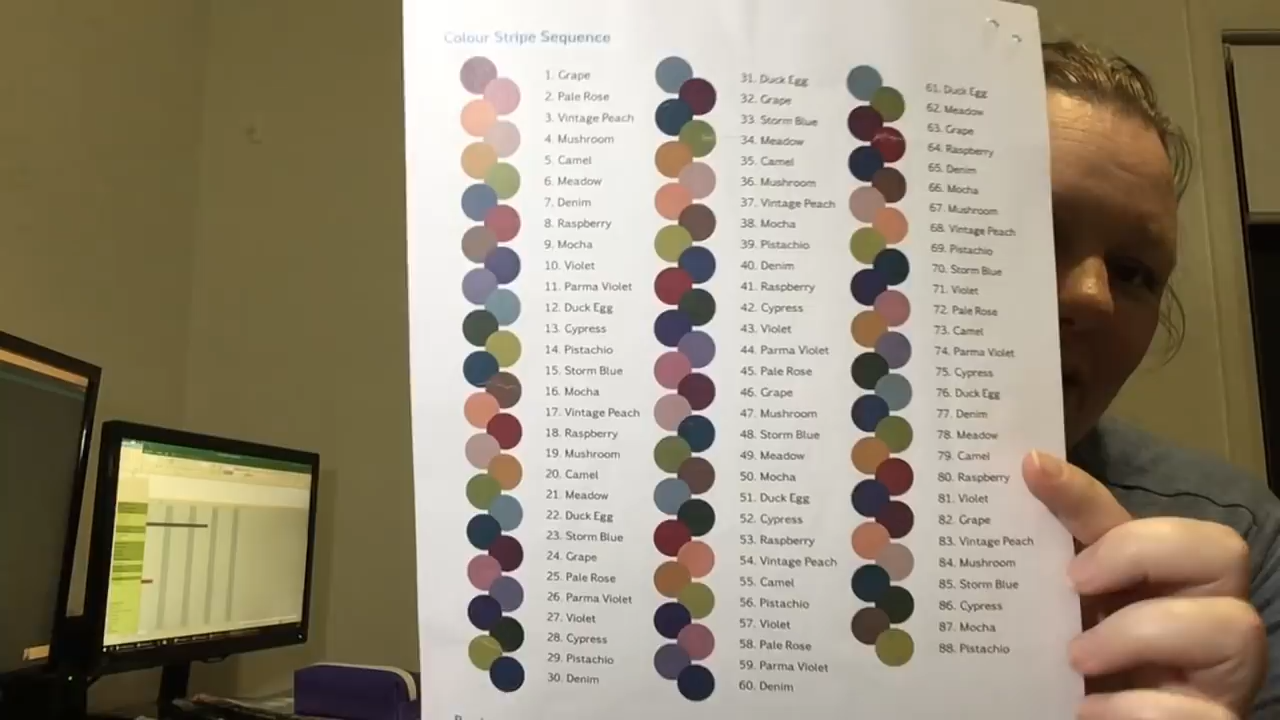 Colour Stripe Sequence
1. Grape
2. Pale Rose
3. Vintage Peach
4. Mushroom
5. Camel
6. Meadow
7. Denim
8. Raspberry
9. Mocha
10. Violet
11. Parma Violet
12. Duck Egg
13. Cypress
14. Pistachio
15. Storm Blue
16. Mocha
17. Vintage Peach
18. Raspberry
19. Mushroom
20. Camel
21. Meadow
22. Duck Egg
23. Storm Blue
24. Grape
25. Pale Rose
26. Parma Violet
27. Violet
28. Cypress
29. Pistachio
30. Denim
31. Duck Egg
32. Grape
33. Storm Blue
34. Meadow
35. Camel
36. Mushroom
37. Vintage Peach
38. Mocha
39. Pistachio
40. Denim
41. Raspberry
42. Cypress
43. Violet
44. Parma Violet
45. Pale Rose
46. Grape
47. Mushroom
48. Storm Blue
49. Meadow
50. Mocha
51. Duck Egg
52. Cypress
53. Raspberry
54. Vintage Peach
55. Camel
56. Pistachio
57. Violet
58. Pale Rose
59. Parma Violet
60. Denim
61. Duck Egg
62. Meadow
63. Grape
64. Raspberry
65. Denim
66. Mocha
67. Mushroom
68. Vintage Peach
69. Pistachio
70. Storm Blue
71. Violet
72. Pale Rose
73. Camel
74. Parma Violet
75. Cypress
76. Duck Egg
77. Denim
78. Meadow
79. Camel
80. Raspberry
81. Violet
82. Grape
83. Vintage Peach
84. Mushroom
85. Storm Blue
86. Cypress
87. Mocha
88. Pistachio